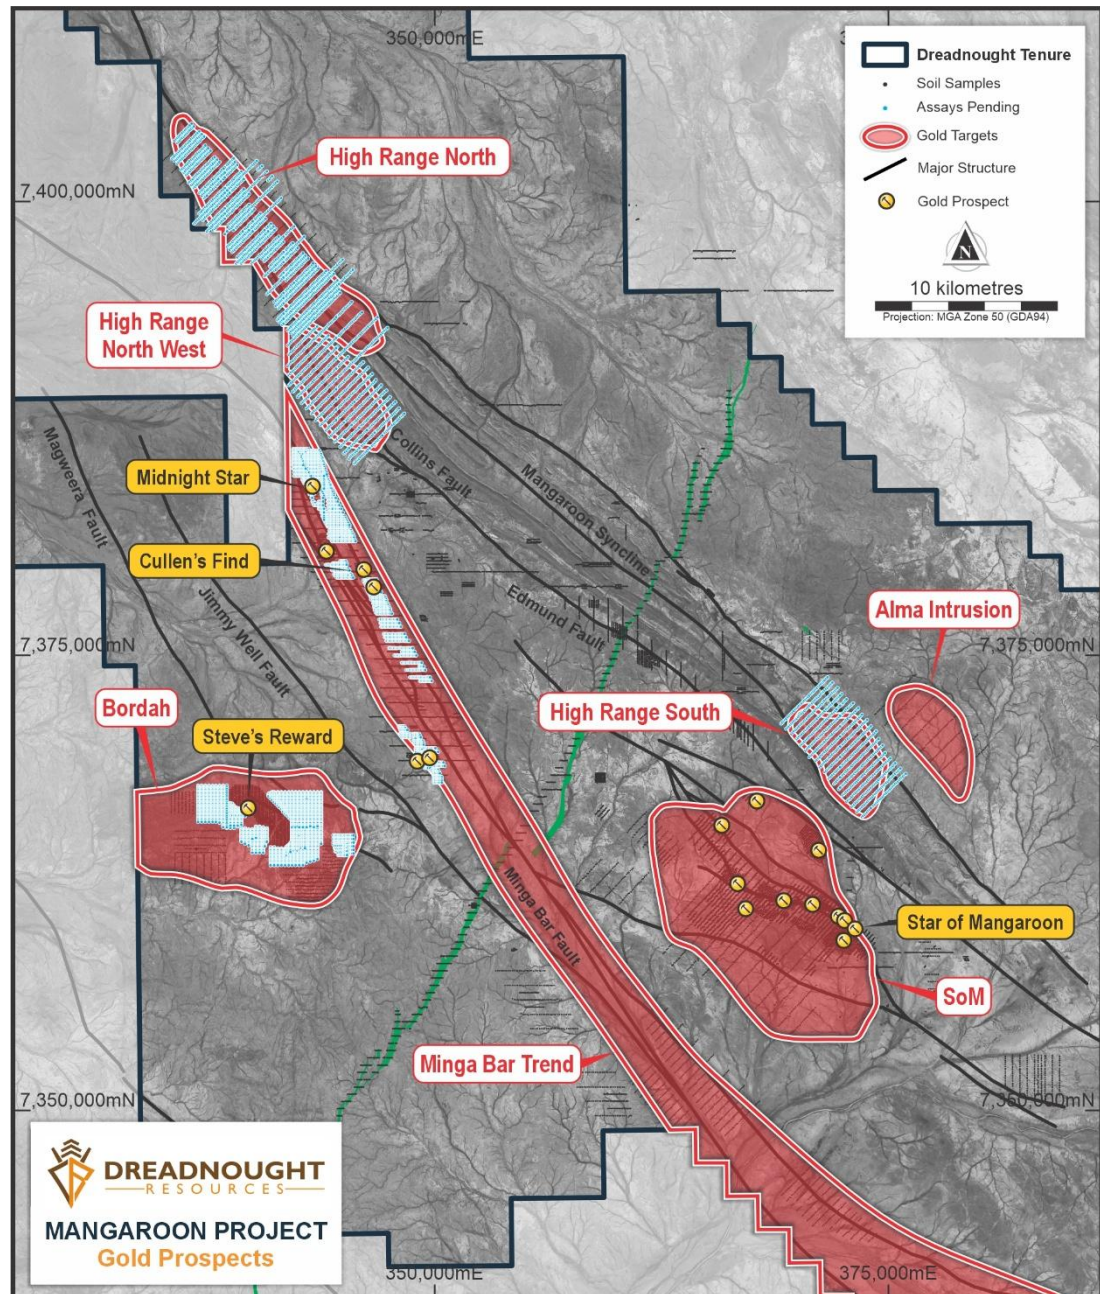 350,000mE
Dreadnought Tenure
Soil Samples
Assays Pending
Gold Targets
Major Structure
Gold Prospect
N
10 kilometres
Projection: MGA Zone 50 (GDA94)
High Range North
7,400,000mN
High Range
North West
Magweera Fault
Midnight Star
Collins Fault
Mangaroon Syncline
Cullen's Find
Jimmy Well Fault
Edmund Fault
Alma Intrusion
7,375,000mN
7,375,000mN
Bordah
Steve's Reward
High Range South
Minga Bar Fault
Star of Mangaroon
SoM
Minga Bar Trend
7,350,000mN
7,350,000mN
DREADNOUGHT
RESOURCES
MANGAROON PROJECT
Gold Prospects
350,000mE
375,000mE